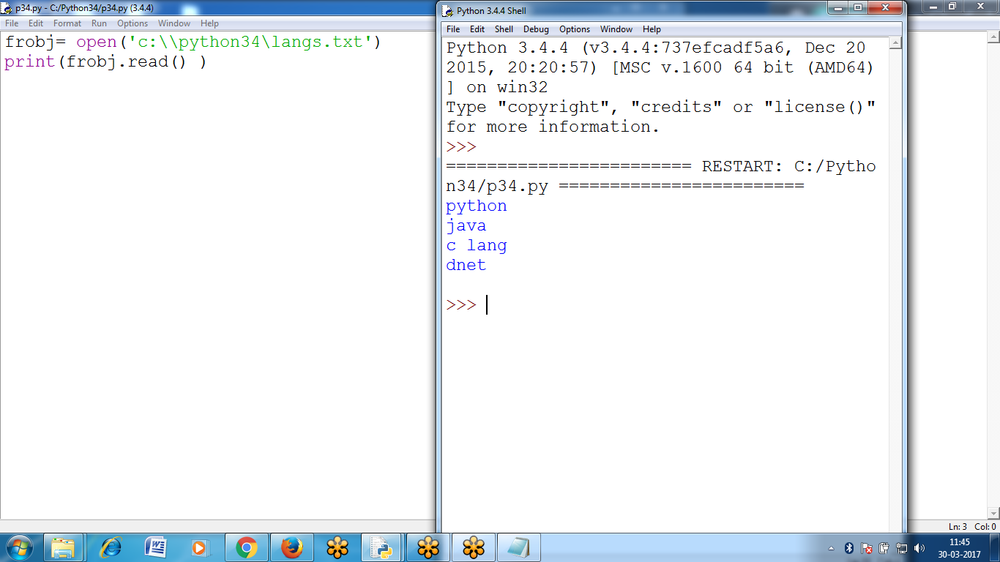 p34.py - C:/Python34/p34.py (3.4.4)
File Edit Format Run Options Window Help
frobj= open('c:\\python34\langs.txt')
print(frobj.read() )
Python 3.4.4 Shell
File Edit Shell Debug Options Window Help
Python 3.4.4 (v3.4.4:737efcadf5a6, Dec 20
2015, 20:20:57) [MSC v.1600 64 bit (AMD64)
] on win32
Type "copyright", "credits" or "license()"
for more information.
>>>
======================== RESTART: C:/Pytho
n34/p34.py ========================
python
java
c lang
dnet
>>>
Ln: 3 Col: 0
11:45
30-03-2017